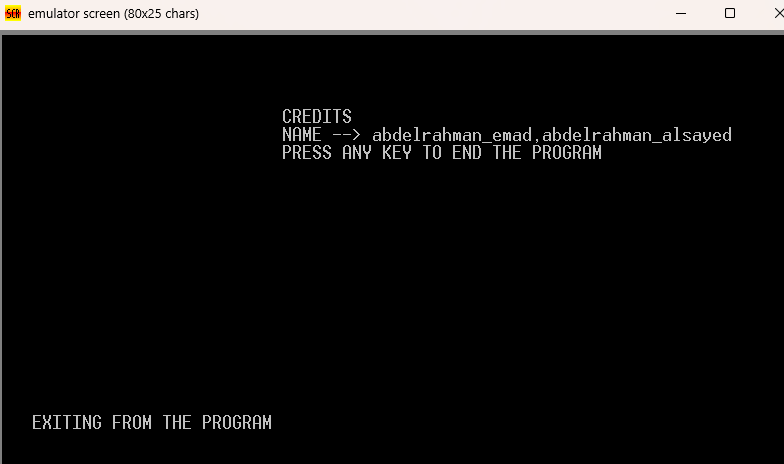 emulator screen (80x25 chars)
CREDITS
NAME --> abdelrahman_emad,abdelrahman_alsayed
PRESS ANY KEY TO END THE PROGRAM
EXITING FROM THE PROGRAM